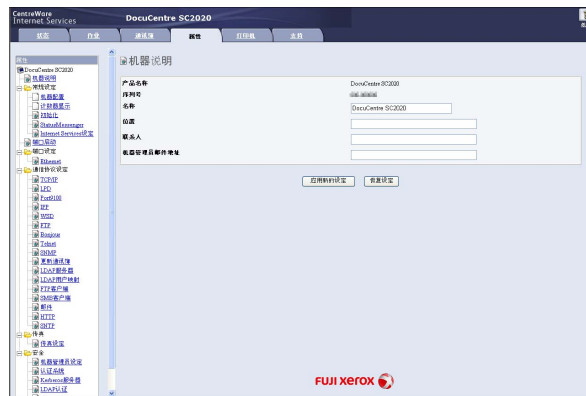 CentreWare
Internet Services
DocuCentre SC2020
状态
作业
通讯簿
属性
打印机
支持
属性
DocuCentre SC2020
机器说明
常规设定
机器配置
计数器显示
初始化
StatusMessenger
Internet Services设定
端口启动
端口设定
Ethernet
通信协议设定
TCP/IP
LPD
Port9100
IPP
WSD
FTP
Bonjour
Telnet
SNMP
更新通讯簿
LDAP服务器
LDAP用户映射
FTP客户端
SMB客户端
邮件
HTTP
SNTP
传真
传真设定
安全
机器管理员设定
认证系统
Kerberos服务器
LDAP认证
机器说明
产品名称
DocuCentre SC2020
序列号
名称
DocuCentre SC2020
位置
联系人
机器管理员邮件地址
应用新的设定
恢复设定
FUJI XEROX